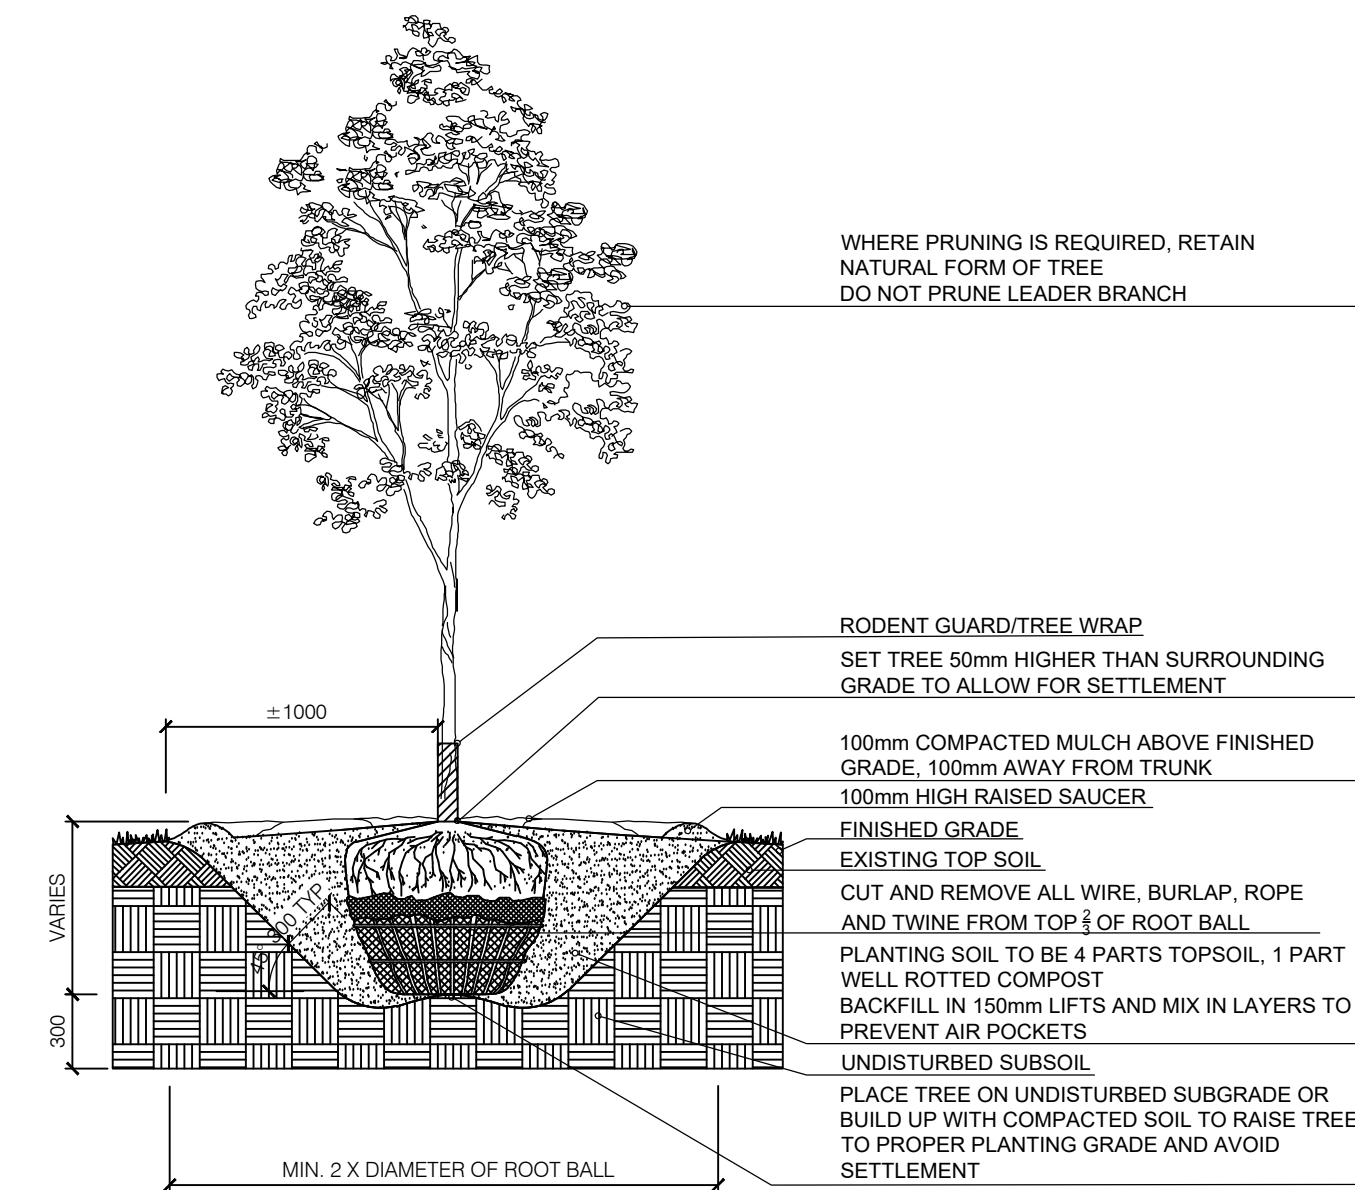 WHERE PRUNING IS REQUIRED, RETAIN
NATURAL FORM OF TREE
DO NOT PRUNE LEADER BRANCH
RODENT GUARD/TREE WRAP
SET TREE 50mm HIGHER THAN SURROUNDING
GRADE TO ALLOW FOR SETTLEMENT
±1000
100mm COMPACTED MULCH ABOVE FINISHED
GRADE, 100mm AWAY FROM TRUNK
100mm HIGH RAISED SAUCER
FINISHED GRADE
EXISTING TOP SOIL
CUT AND REMOVE ALL WIRE, BURLAP, ROPE
AND TWINE FROM TOP 2/3 OF ROOT BALL
PLANTING SOIL TO BE 4 PARTS TOPSOIL, 1 PART
WELL ROTTED COMPOST
BACKFILL IN 150mm LIFTS AND MIX IN LAYERS TO
PREVENT AIR POCKETS
UNDISTURBED SUBSOIL
PLACE TREE ON UNDISTURBED SUBGRADE OR
BUILD UP WITH COMPACTED SOIL TO RAISE TREE
TO PROPER PLANTING GRADE AND AVOID
SETTLEMENT
VARIES
300
45°
900 TYP
MIN. 2 X DIAMETER OF ROOT BALL